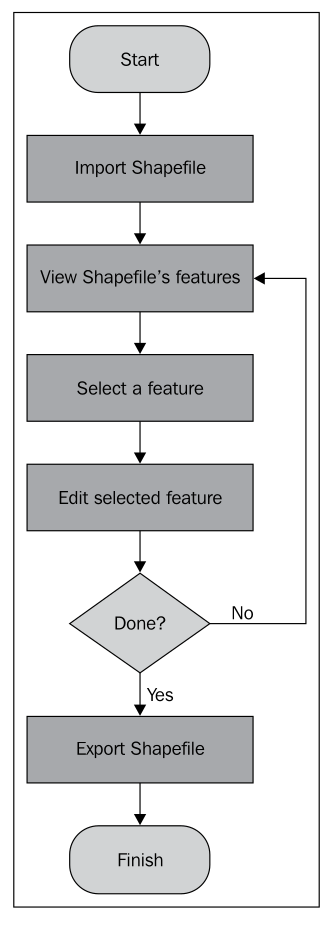 Start
Import Shapefile
View Shapefile's features
Select a feature
Edit selected feature
Done?
No
Yes
Export Shapefile
Finish